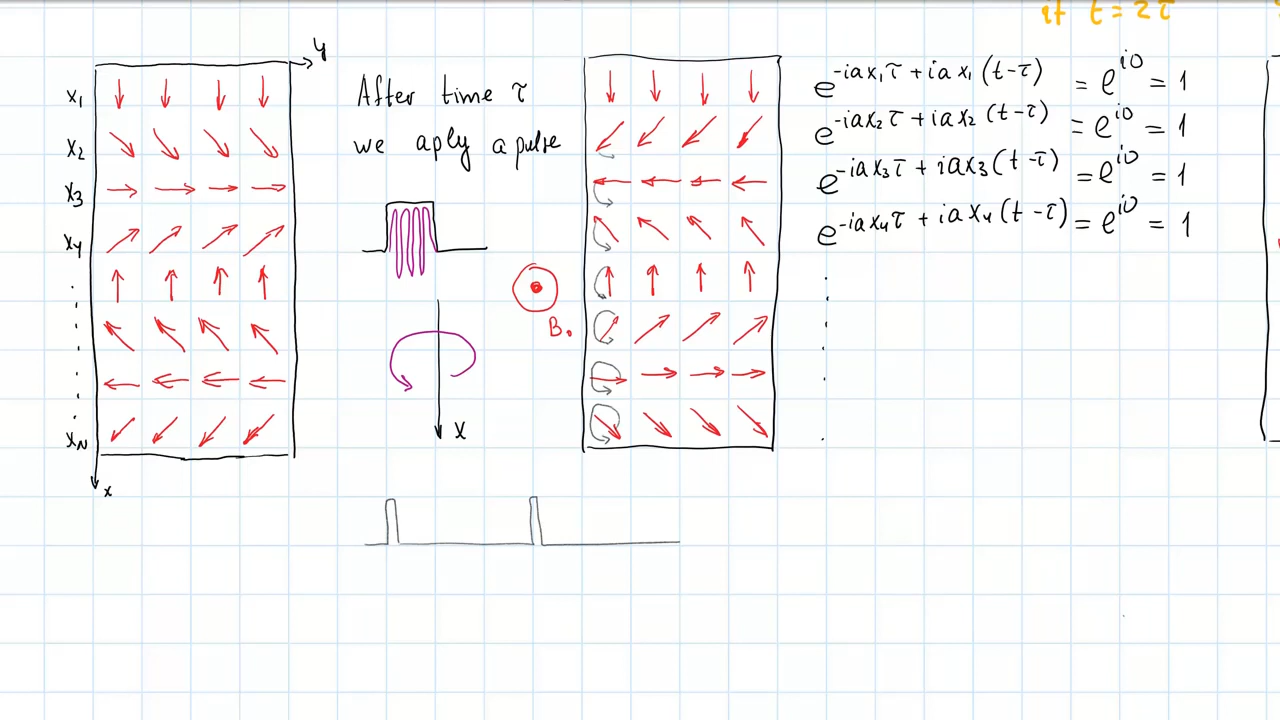 if t = 2τ
y
x₁
x₂
x₃
x₄
x_N
x
After time τ
we aply a pulse
x
B₀
e^{-iax₁τ + iax₁(t-τ)} = e^{i0} = 1
e^{-iax₂τ + iax₂(t-τ)} = e^{i0} = 1
e^{-iax₃τ + iax₃(t-τ)} = e^{i0} = 1
e^{-iax₄τ + iax₄(t-τ)} = e^{i0} = 1